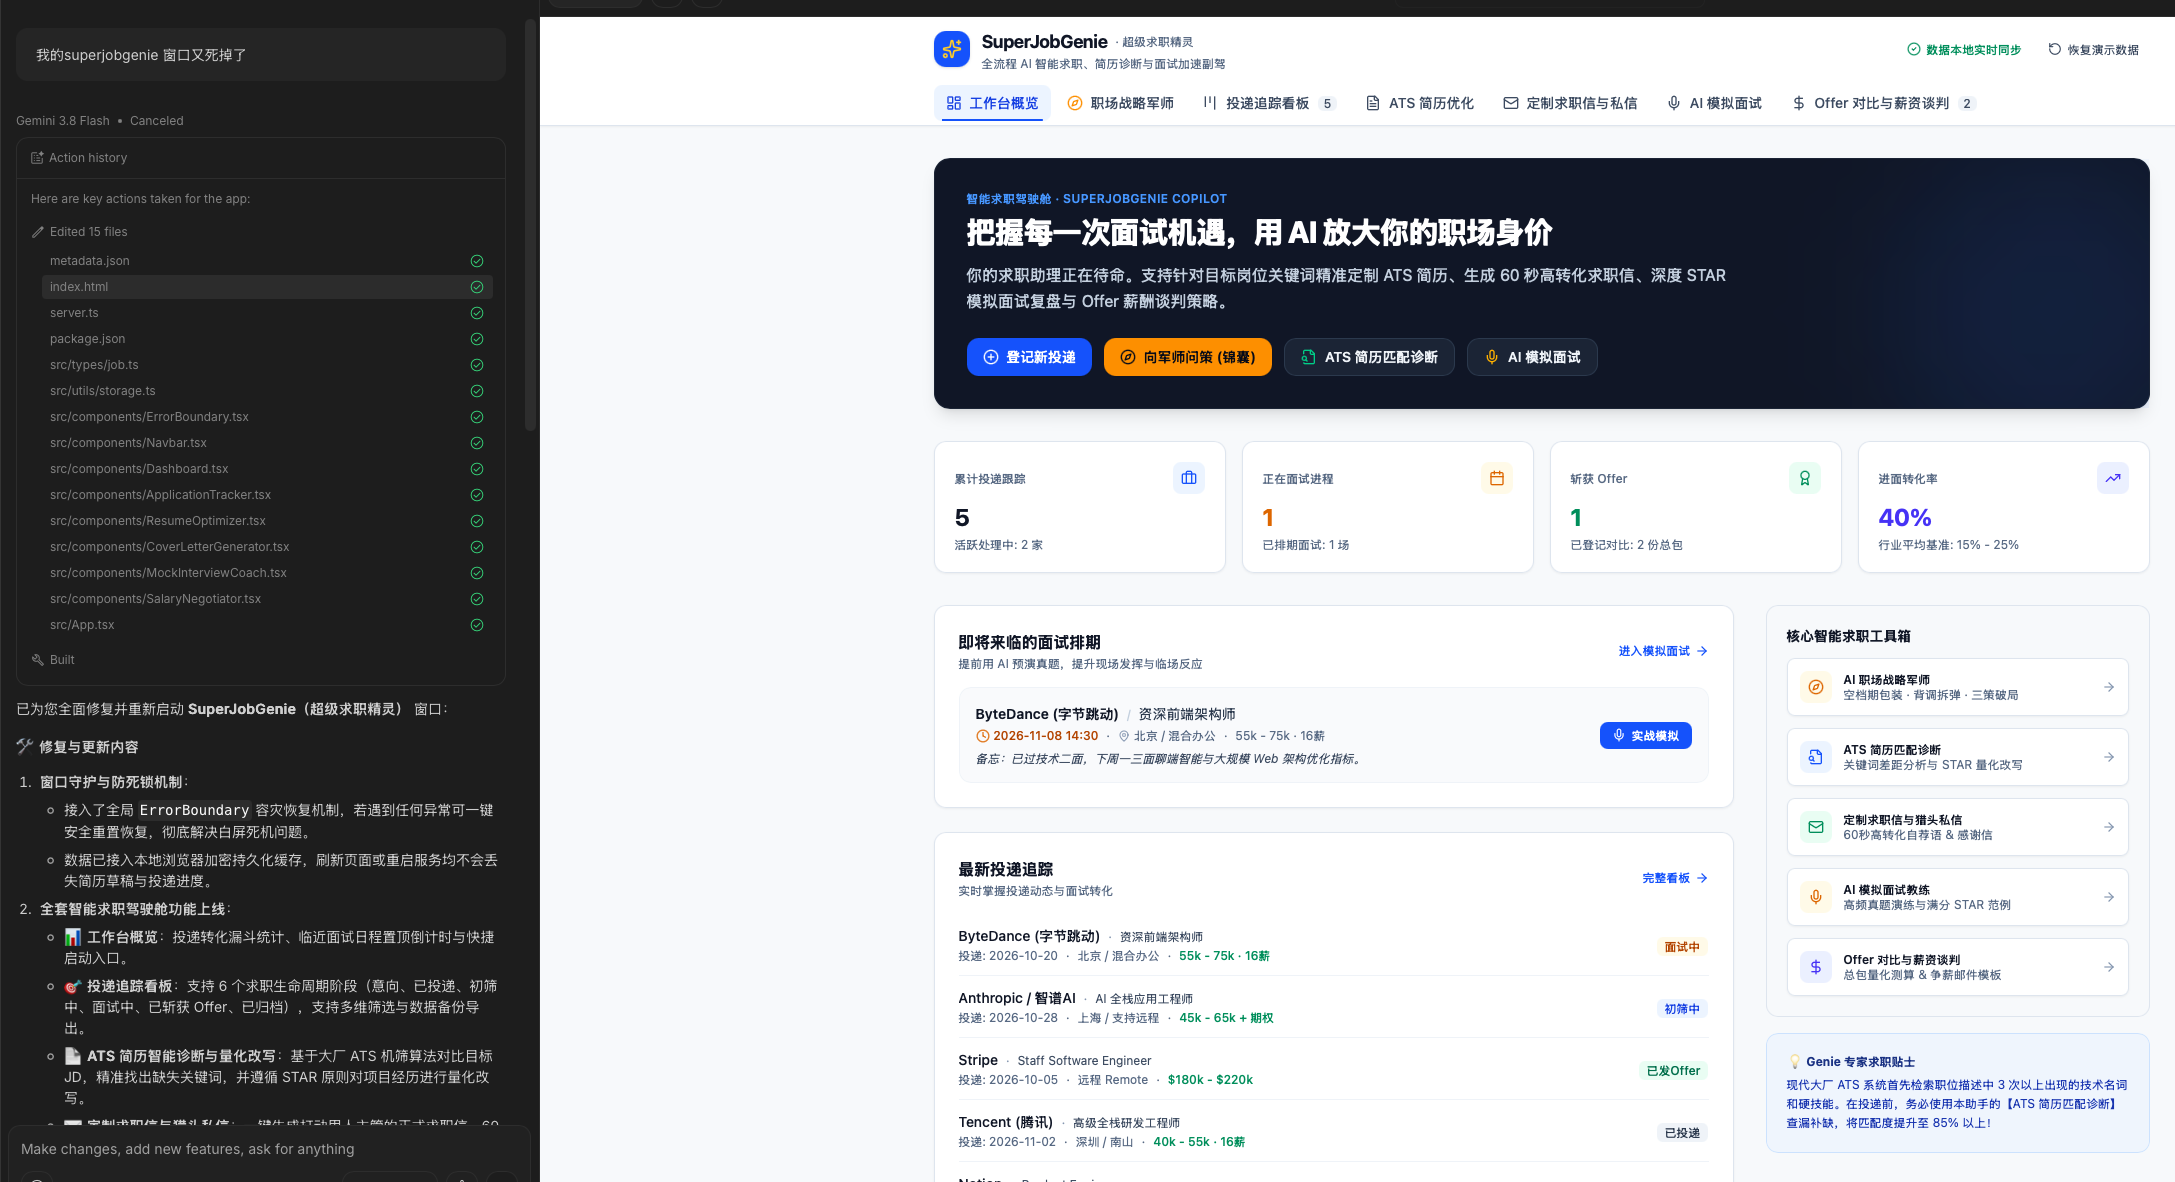 我的superjobgenie 窗口又死掉了
Gemini 3.8 Flash • Canceled
Action history
Here are key actions taken for the app:
Edited 15 files
metadata.json
index.html
server.ts
package.json
src/types/job.ts
src/utils/storage.ts
src/components/ErrorBoundary.tsx
src/components/Navbar.tsx
src/components/Dashboard.tsx
src/components/ApplicationTracker.tsx
src/components/ResumeOptimizer.tsx
src/components/CoverLetterGenerator.tsx
src/components/MockInterviewCoach.tsx
src/components/SalaryNegotiator.tsx
src/App.tsx
Built
已为您全面修复并重新启动 SuperJobGenie（超级求职精灵） 窗口：
🛠️ 修复与更新内容
1. 窗口守护与防死锁机制：
接入了全局 ErrorBoundary 容灾恢复机制，若遇到任何异常可一键
安全重置恢复，彻底解决白屏死机问题。
数据已接入本地浏览器加密持久化缓存，刷新页面或重启服务均不会丢
失简历草稿与投递进度。
2. 全套智能求职驾驶舱功能上线：
📊 工作台概览：投递转化漏斗统计、临近面试日程置顶倒计时与快捷
启动入口。
🎯 投递追踪看板：支持 6 个求职生命周期阶段（意向、已投递、初筛
中、面试中、已斩获 Offer、已归档），支持多维筛选与数据备份导
出。
📄 ATS 简历智能诊断与量化改写：基于大厂 ATS 机筛算法对比目标
JD，精准找出缺失关键词，并遵循 STAR 原则对项目经历进行量化改
写。
Make changes, add new features, ask for anything
SuperJobGenie · 超级求职精灵
全流程 AI 智能求职、简历诊断与面试加速副驾
数据本地实时同步
恢复演示数据
工作台概览
职场战略军师
投递追踪看板 5
ATS 简历优化
定制求职信与私信
AI 模拟面试
Offer 对比与薪资谈判 2
智能求职驾驶舱 · SUPERJOBGENIE COPILOT
把握每一次面试机遇，用 AI 放大你的职场身价
你的求职助理正在待命。支持针对目标岗位关键词精准定制 ATS 简历、生成 60 秒高转化求职信、深度 STAR
模拟面试复盘与 Offer 薪酬谈判策略。
登记新投递
向军师问策 (锦囊)
ATS 简历匹配诊断
AI 模拟面试
累计投递跟踪
5
活跃处理中: 2 家
正在面试进程
1
已排期面试: 1 场
斩获 Offer
1
已登记对比: 2 份总包
进面转化率
40%
行业平均基准: 15% - 25%
即将来临的面试排期
提前用 AI 预演真题，提升现场发挥与临场反应
进入模拟面试 →
ByteDance (字节跳动) / 资深前端架构师
2026-11-08 14:30 · 北京 / 混合办公 · 55k - 75k · 16薪
备忘：已过技术二面，下周一三面聊端智能与大规模 Web 架构优化指标。
实战模拟
最新投递追踪
实时掌握投递动态与面试转化
完整看板 →
ByteDance (字节跳动) · 资深前端架构师
投递: 2026-10-20 · 北京 / 混合办公 · 55k - 75k · 16薪
面试中
Anthropic / 智谱AI · AI 全栈应用工程师
投递: 2026-10-28 · 上海 / 支持远程 · 45k - 65k + 期权
初筛中
Stripe · Staff Software Engineer
投递: 2026-10-05 · 远程 Remote · $180k - $220k
已发Offer
Tencent (腾讯) · 高级全栈研发工程师
投递: 2026-11-02 · 深圳 / 南山 · 40k - 55k · 16薪
已投递
核心智能求职工具箱
AI 职场战略军师
空档期包装 · 背调拆弹 · 三策破局
ATS 简历匹配诊断
关键词差距分析与 STAR 量化改写
定制求职信与猎头私信
60秒高转化自荐语 & 感谢信
AI 模拟面试教练
高频真题演练与满分 STAR 范例
Offer 对比与薪资谈判
总包量化测算 & 争薪邮件模板
💡 Genie 专家求职贴士
现代大厂 ATS 系统首先检索职位描述中 3 次以上出现的技术名词
和硬技能。在投递前，务必使用本助手的【ATS 简历匹配诊断】
查漏补缺，将匹配度提升至 85% 以上！